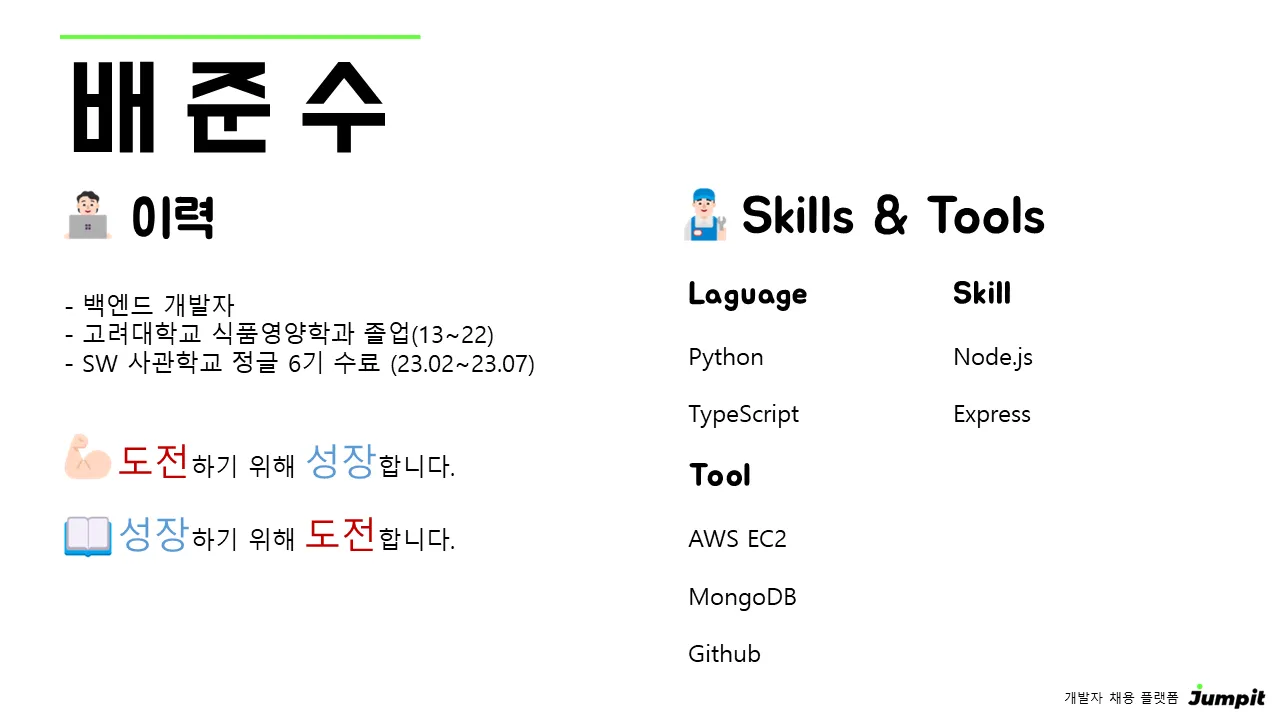 배준수
이력
- 백엔드 개발자
- 고려대학교 식품영양학과 졸업(13~22)
- SW 사관학교 정글 6기 수료 (23.02~23.07)
도전하기 위해 성장합니다.
성장하기 위해 도전합니다.
Skills & Tools
Laguage
Python
TypeScript
Skill
Node.js
Express
Tool
AWS EC2
MongoDB
Github
개발자 채용 플랫폼 Jumpit